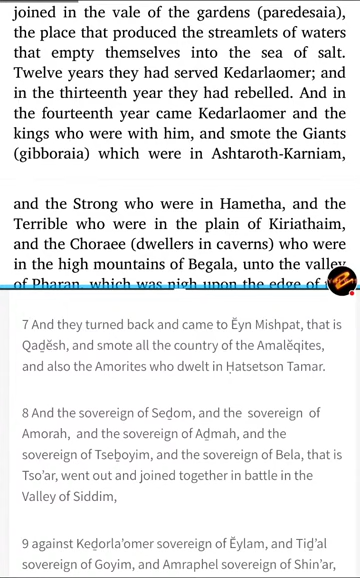 joined in the vale of the gardens (paredesaia),
the place that produced the streamlets of waters
that empty themselves into the sea of salt.
Twelve years they had served Kedarlaomer; and
in the thirteenth year they had rebelled. And in
the fourteenth year came Kedarlaomer and the
kings who were with him, and smote the Giants
(gibboraia) which were in Ashtaroth-Karniam,
and the Strong who were in Hametha, and the
Terrible who were in the plain of Kiriathaim,
and the Choraee (dwellers in caverns) who were
in the high mountains of Begala, unto the valley
of Pharan, which was nigh upon the edge of
7 And they turned back and came to Ĕyn Mishpat, that is
Qaḏĕsh, and smote all the country of the Amalĕqites,
and also the Amorites who dwelt in Ḥatsetson Tamar.
8 And the sovereign of Seḏom, and the sovereign of
Amorah, and the sovereign of Aḏmah, and the
sovereign of Tseḇoyim, and the sovereign of Bela, that is
Tso’ar, went out and joined together in battle in the
Valley of Siddim,
9 against Keḏorla’omer sovereign of Ĕylam, and Tiḏ’al
sovereign of Goyim, and Amraphel sovereign of Shin’ar,